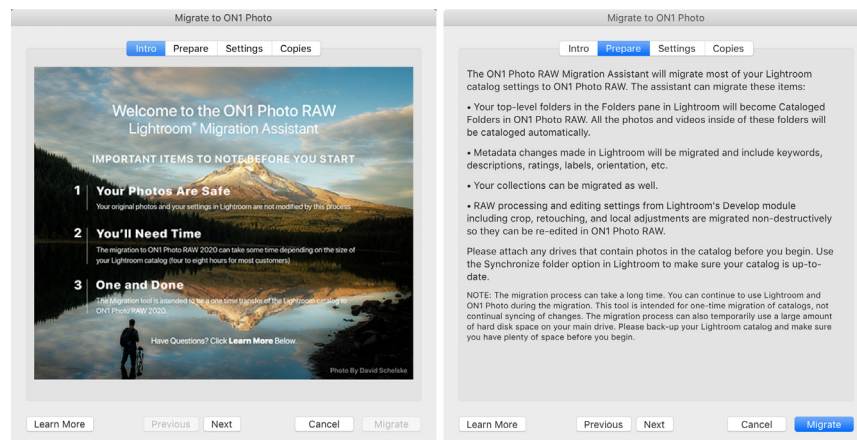 Migrate to ON1 Photo
Intro Prepare Settings Copies
Welcome to the ON1 Photo RAW
Lightroom® Migration Assistant
IMPORTANT ITEMS TO NOTE BEFORE YOU START
1 Your Photos Are Safe
Your original photos and your settings in Lightroom are not modified by this process
2 You'll Need Time
The migration to ON1 Photo RAW 2020 can take some time depending on the size of
your Lightroom catalog (four to eight hours for most customers)
3 One and Done
The Migration tool is intended to be a one time transfer of the Lightroom catalog to
ON1 Photo RAW 2020.
Have Questions? Click Learn More Below
Photo By David Schelske
Learn More Previous Next Cancel Migrate
Migrate to ON1 Photo
Intro Prepare Settings Copies
The ON1 Photo RAW Migration Assistant will migrate most of your Lightroom
catalog settings to ON1 Photo RAW. The assistant can migrate these items:
• Your top-level folders in the Folders pane in Lightroom will become Cataloged
Folders in ON1 Photo RAW. All the photos and videos inside of these folders will
be cataloged automatically.
• Metadata changes made in Lightroom will be migrated and include keywords,
descriptions, ratings, labels, orientation, etc.
• Your collections can be migrated as well.
• RAW processing and editing settings from Lightroom's Develop module
including crop, retouching, and local adjustments are migrated non-destructively
so they can be re-edited in ON1 Photo RAW.
Please attach any drives that contain photos in the catalog before you begin. Use
the Synchronize folder option in Lightroom to make sure your catalog is up-to-
date.
NOTE: The migration process can take a long time. You can continue to use Lightroom and
ON1 Photo during the migration. This tool is intended for one-time migration of catalogs, not
continual syncing of changes. The migration process can also temporarily use a large amount
of hard disk space on your main drive. Please back-up your Lightroom catalog and make sure
you have plenty of space before you begin.
Learn More Previous Next Cancel Migrate